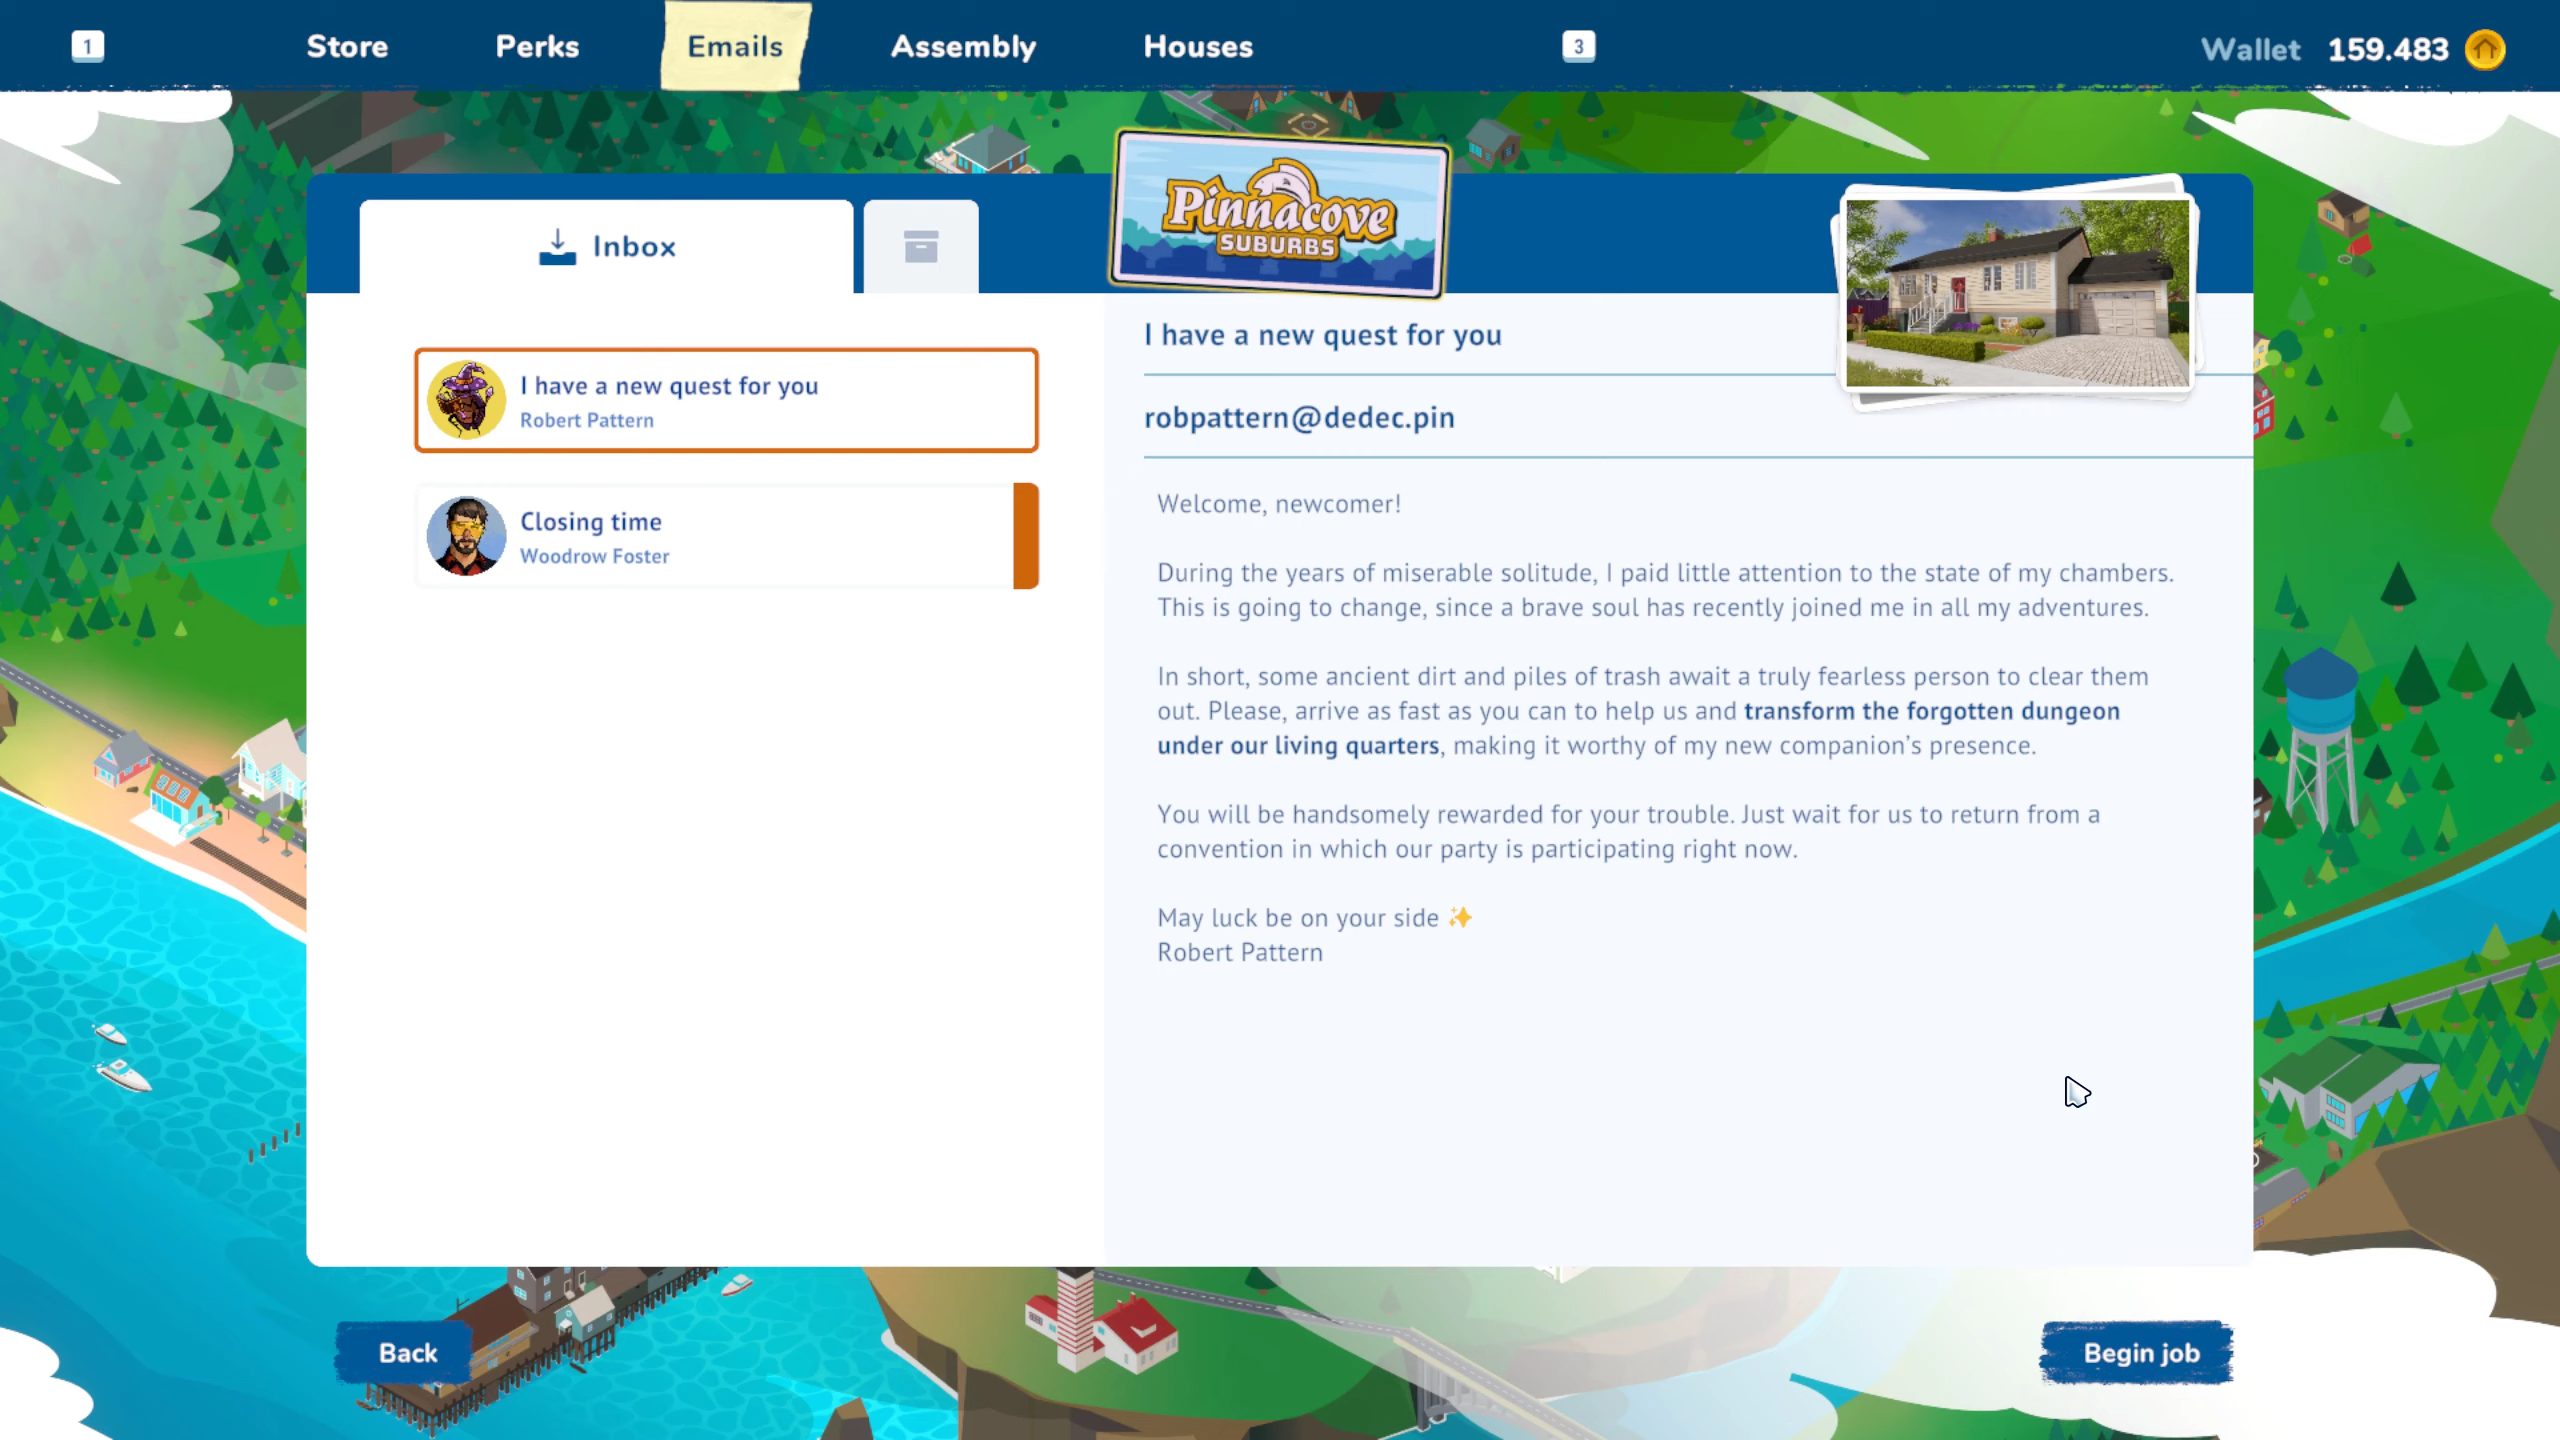 1
Store
Perks
Emails
Assembly
Houses
3
Wallet 159.483
Inbox
Pinnacove
SUBURBS
I have a new quest for you
Robert Pattern
Closing time
Woodrow Foster
I have a new quest for you
robpattern@dedec.pin
Welcome, newcomer!
During the years of miserable solitude, I paid little attention to the state of my chambers.
This is going to change, since a brave soul has recently joined me in all my adventures.
In short, some ancient dirt and piles of trash await a truly fearless person to clear them
out. Please, arrive as fast as you can to help us and transform the forgotten dungeon
under our living quarters, making it worthy of my new companion's presence.
You will be handsomely rewarded for your trouble. Just wait for us to return from a
convention in which our party is participating right now.
May luck be on your side ✨
Robert Pattern
Back
Begin job